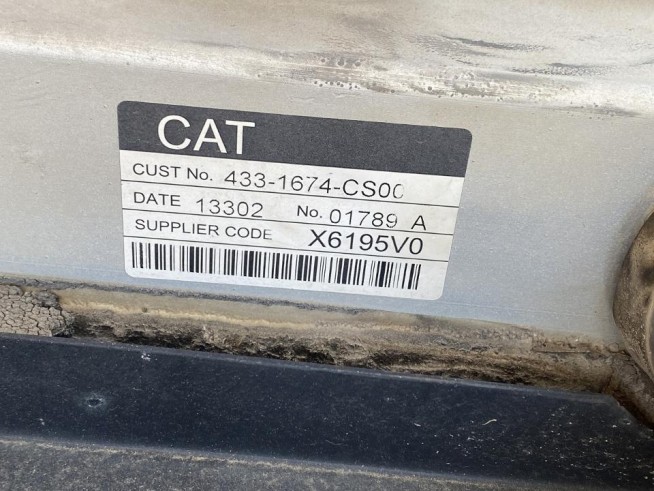 CAT
CUST No. 433-1674-CS00
DATE 13302 No. 01789 A
SUPPLIER CODE X6195V0